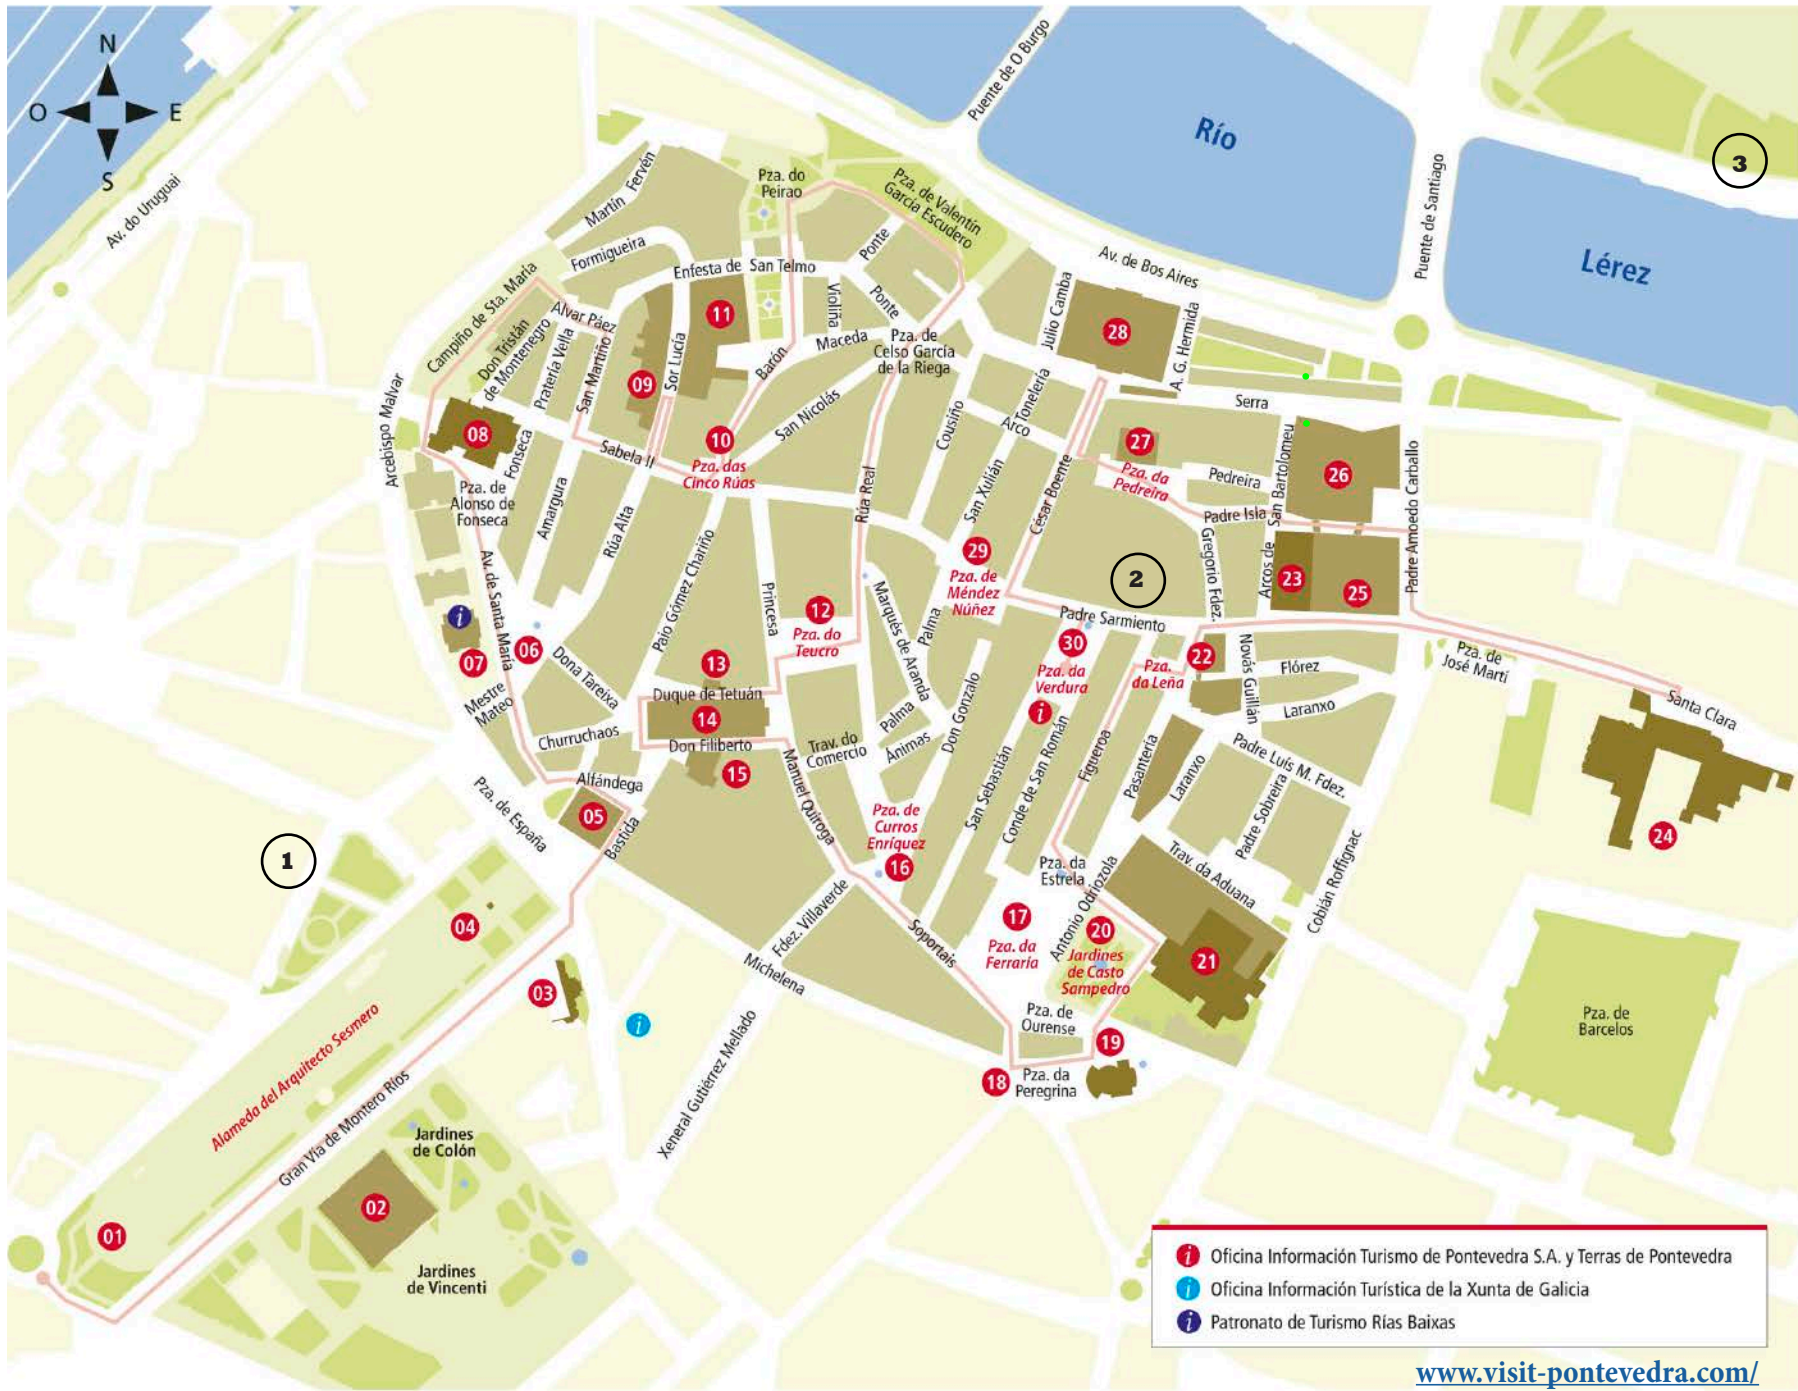 N
O
E
S
Av. do Uruguai
Puente de O Burgo
Río
Lérez
3
Puente de Santiago
Av. de Bos Aires
Pza. do
Peirao
Pza. de Valentín
García Escudero
Martín Fervén
Formigueira
Enfesta de San Telmo
Ponte
Ponte
Violiña
Maceda
Pza. de
Celso García
de la Riega
Julio Camba
A. G. Hermida
28
Serra
Campiño de Sta. María
Alvar Páez
Don Tristán
de Montenegro
Pratería Vella
San Martiño
Sor Lucía
11
09
Barón
San Nicolás
Cousiño
Tonelería
Arco
27
Pza. da
Pedreira
Pedreira
Padre Isla
Arcos de San Bartolomeu
26
Padre Amoedo Carballo
Arcebispo Malvar
08
Fonseca
Sabela II
10
Pza. das
Cinco Rúas
Pza. de
Alonso de
Fonseca
Amargura
Rúa Alta
Paio Gómez Chariño
Princesa
Rúa Real
San Xulián
César Boente
Gregorio Fdez.
23
25
29
Pza. de
Méndez
Núñez
2
Padre Sarmiento
Av. de Santa María
i
07
06
Mestre
Mateo
Dona Tareixa
12
Pza. do
Teucro
Marqués de Aranda
Palma
13
Duque de Tetuán
14
Don Filiberto
15
Churruchaos
Alfándega
05
Bastida
Pza. de España
Manuel Quiroga
Trav. do
Comercio
Palma
Ánimas
Don Gonzalo
30
Pza. da
Verdura
i
Pza.
da Leña
22
Novás Guillán
Flórez
Laranxo
Pza. de
José Martí
Santa Clara
24
San Sebastián
Conde de San Román
Figueroa
Pasantería
Laranxo
Padre Luís M. Fdez.
Padre Sobreira
Trav. da Aduana
Cobián Roffignac
Pza. de
Curros
Enríquez
16
1
04
03
i
Fdez. Villaverde
Michelena
Soportais
17
Pza. da
Ferraría
Pza. da
Estrela
Antonio Odriozola
20
Jardines
de Casto
Sampedro
21
Pza. de
Ourense
19
18
Pza. da
Peregrina
Pza. de
Barcelos
Xeneral Gutiérrez Mellado
Alameda del Arquitecto Sesmero
Gran Vía de Montero Ríos
Jardines
de Colón
02
01
Jardines
de Vincenti
i Oficina Información Turismo de Pontevedra S.A. y Terras de Pontevedra
i Oficina Información Turística de la Xunta de Galicia
i Patronato de Turismo Rías Baixas
www.visit-pontevedra.com/